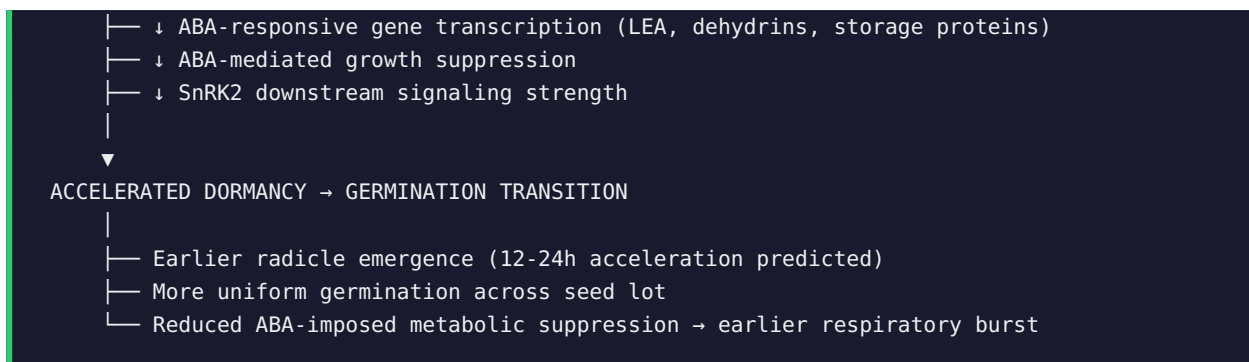 ├── ↓ ABA-responsive gene transcription (LEA, dehydrins, storage proteins)
├── ↓ ABA-mediated growth suppression
├── ↓ SnRK2 downstream signaling strength
│
▼
ACCELERATED DORMANCY → GERMINATION TRANSITION
│
├── Earlier radicle emergence (12-24h acceleration predicted)
├── More uniform germination across seed lot
└── Reduced ABA-imposed metabolic suppression → earlier respiratory burst